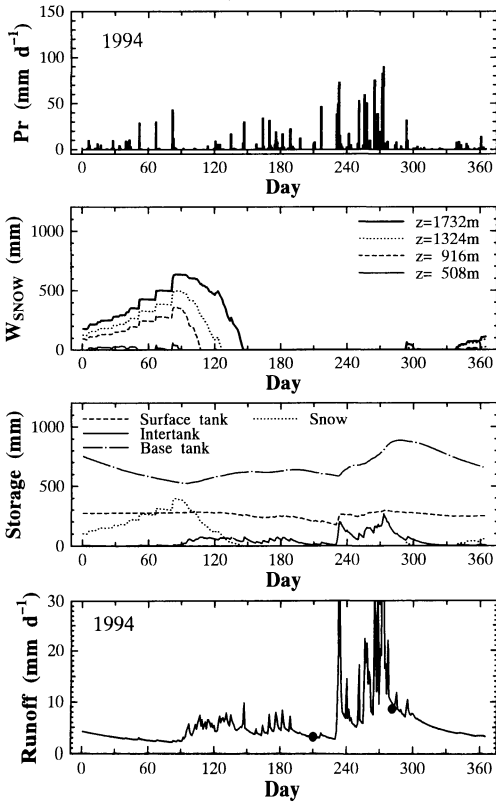 1994
Pr (mm d⁻¹)
150
100
50
0
0 60 120 180 240 300 360
Day
W_SNOW (mm)
1000
500
0
z=1732m
z=1324m
z= 916m
z= 508m
0 60 120 180 240 300 360
Day
Storage (mm)
1000
500
0
Surface tank
Intertank
Base tank
Snow
0 60 120 180 240 300 360
Day
1994
Runoff (mm d⁻¹)
30
20
10
0
0 60 120 180 240 300 360
Day